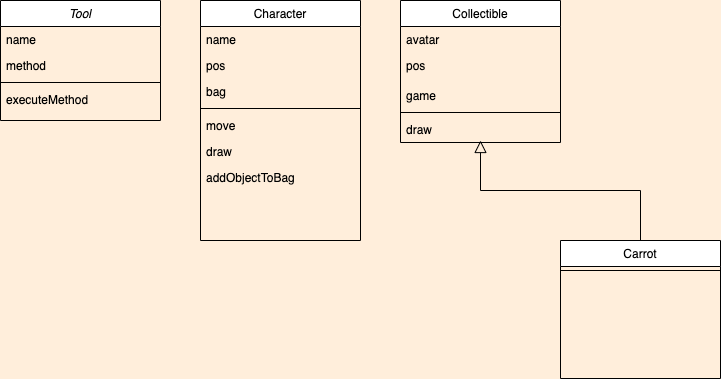 Tool
name
method
executeMethod
Character
name
pos
bag
move
draw
addObjectToBag
Collectible
avatar
pos
game
draw
Carrot